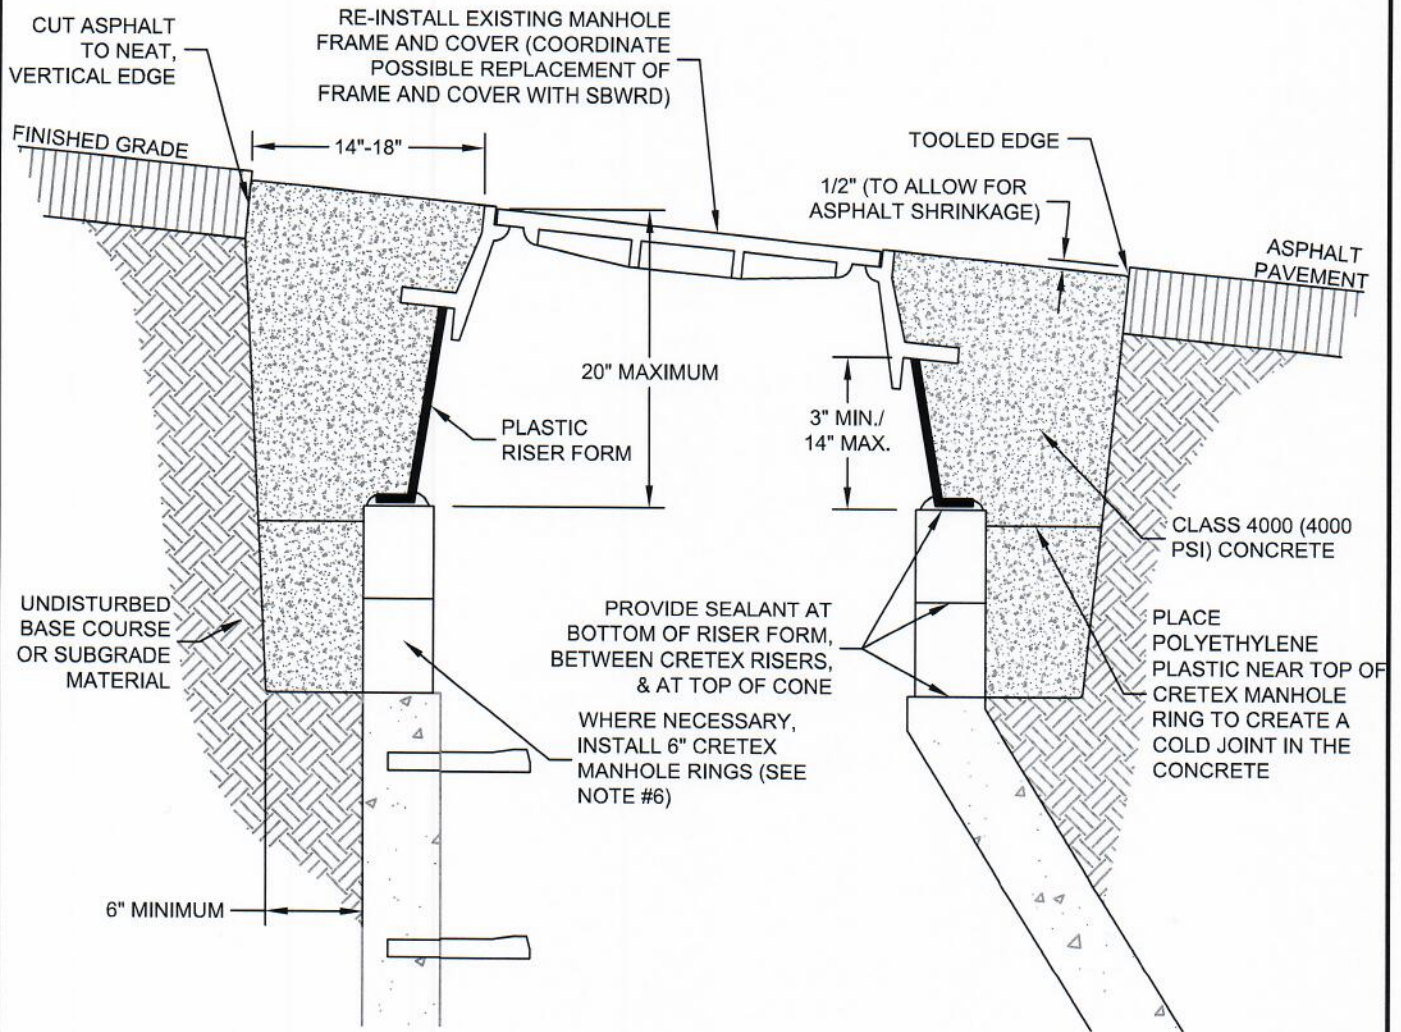 CUT ASPHALT
TO NEAT,
VERTICAL EDGE
RE-INSTALL EXISTING MANHOLE
FRAME AND COVER (COORDINATE
POSSIBLE REPLACEMENT OF
FRAME AND COVER WITH SBWRD)
FINISHED GRADE
14"-18"
TOOLED EDGE
1/2" (TO ALLOW FOR
ASPHALT SHRINKAGE)
ASPHALT
PAVEMENT
20" MAXIMUM
3" MIN./
14" MAX.
PLASTIC
RISER FORM
CLASS 4000 (4000
PSI) CONCRETE
UNDISTURBED
BASE COURSE
OR SUBGRADE
MATERIAL
PROVIDE SEALANT AT
BOTTOM OF RISER FORM,
BETWEEN CRETEX RISERS,
& AT TOP OF CONE
PLACE
POLYETHYLENE
PLASTIC NEAR TOP OF
CRETEX MANHOLE
RING TO CREATE A
COLD JOINT IN THE
CONCRETE
WHERE NECESSARY,
INSTALL 6" CRETEX
MANHOLE RINGS (SEE
NOTE #6)
6" MINIMUM